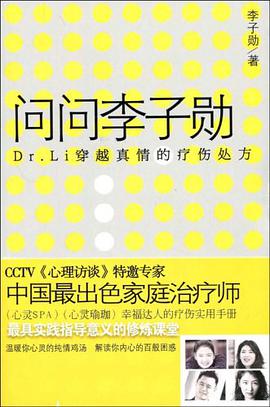 李子勋/著
问问李子勋
Dr.Li穿越真情的疗伤处方
CCTV《心理访谈》特邀专家
中国最出色家庭治疗师
(心灵SPA)(心灵瑜珈)幸福达人的疗伤实用手册
最具实践指导意义的修炼课堂
温暖你心灵的纯情鸡汤 解读你内心的百般困惑